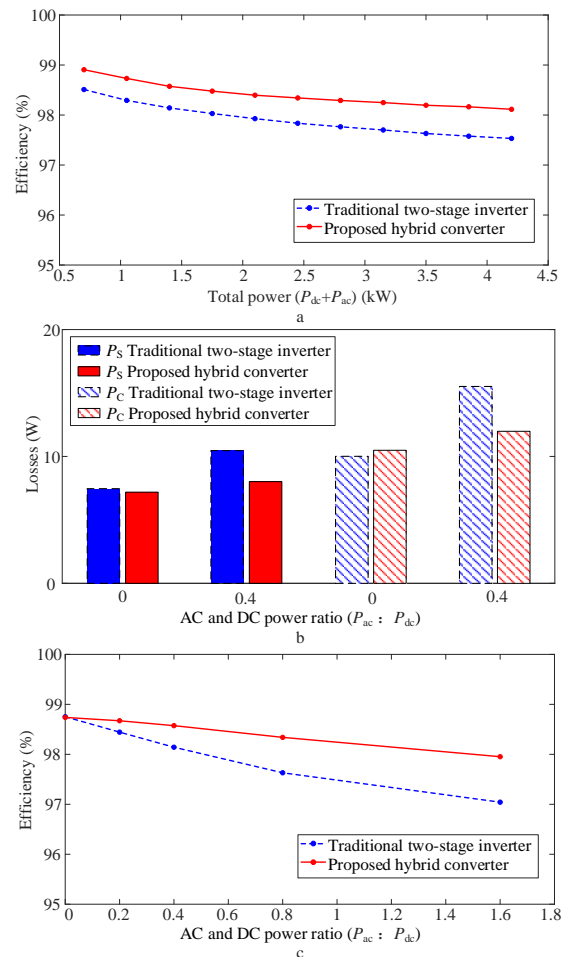 100
99
98
97
96
95
Efficiency (%)
0.5 1 1.5 2 2.5 3 3.5 4 4.5
Total power (Pdc+Pac) (kW)
Traditional two-stage inverter
Proposed hybrid converter
a
20
10
0
Losses (W)
PS Traditional two-stage inverter
PS Proposed hybrid converter
PC Traditional two-stage inverter
PC Proposed hybrid converter
0 0.4 0 0.4
AC and DC power ratio (Pac : Pdc)
b
100
99
98
97
96
95
Efficiency (%)
0 0.2 0.4 0.6 0.8 1 1.2 1.4 1.6 1.8
Traditional two-stage inverter
Proposed hybrid converter
AC and DC power ratio (Pac : Pdc)
c